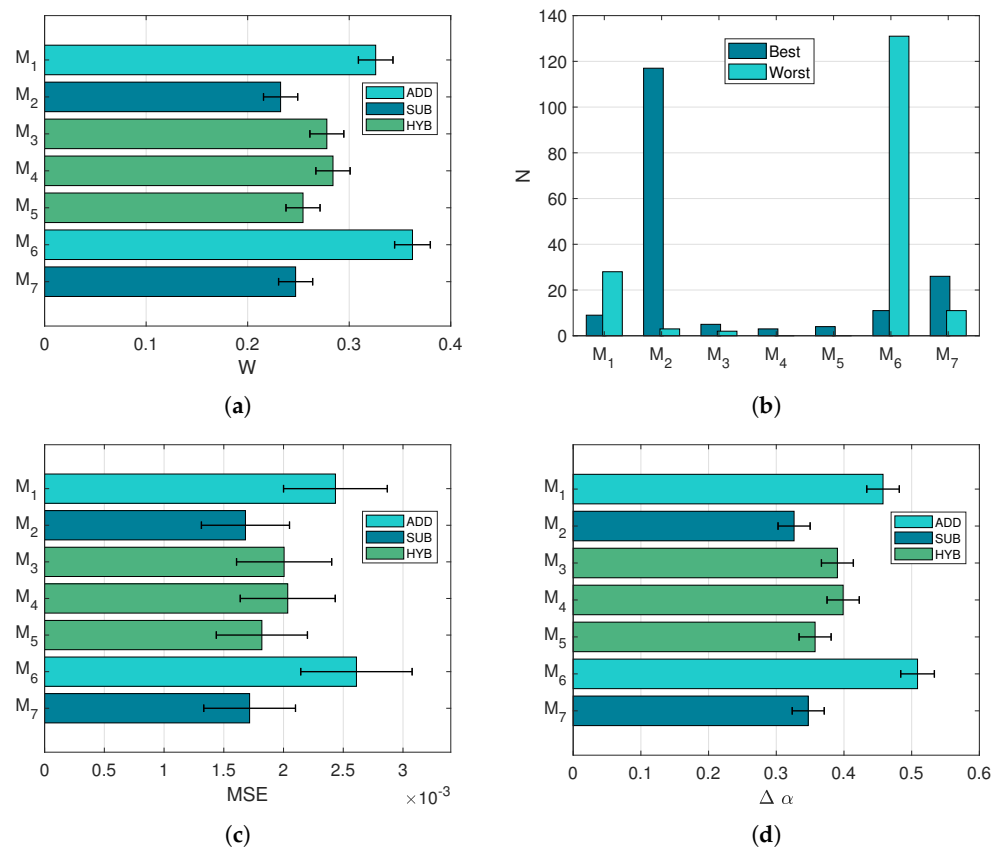 M1
M2
M3
M4
M5
M6
M7
ADD
SUB
HYB
0 0.1 0.2 0.3 0.4
W
(a)
140
120
100
80
60
40
20
0
N
Best
Worst
M1 M2 M3 M4 M5 M6 M7
(b)
M1
M2
M3
M4
M5
M6
M7
ADD
SUB
HYB
0 0.5 1 1.5 2 2.5 3
MSE ×10-3
(c)
M1
M2
M3
M4
M5
M6
M7
ADD
SUB
HYB
0 0.1 0.2 0.3 0.4 0.5 0.6
Δ α
(d)